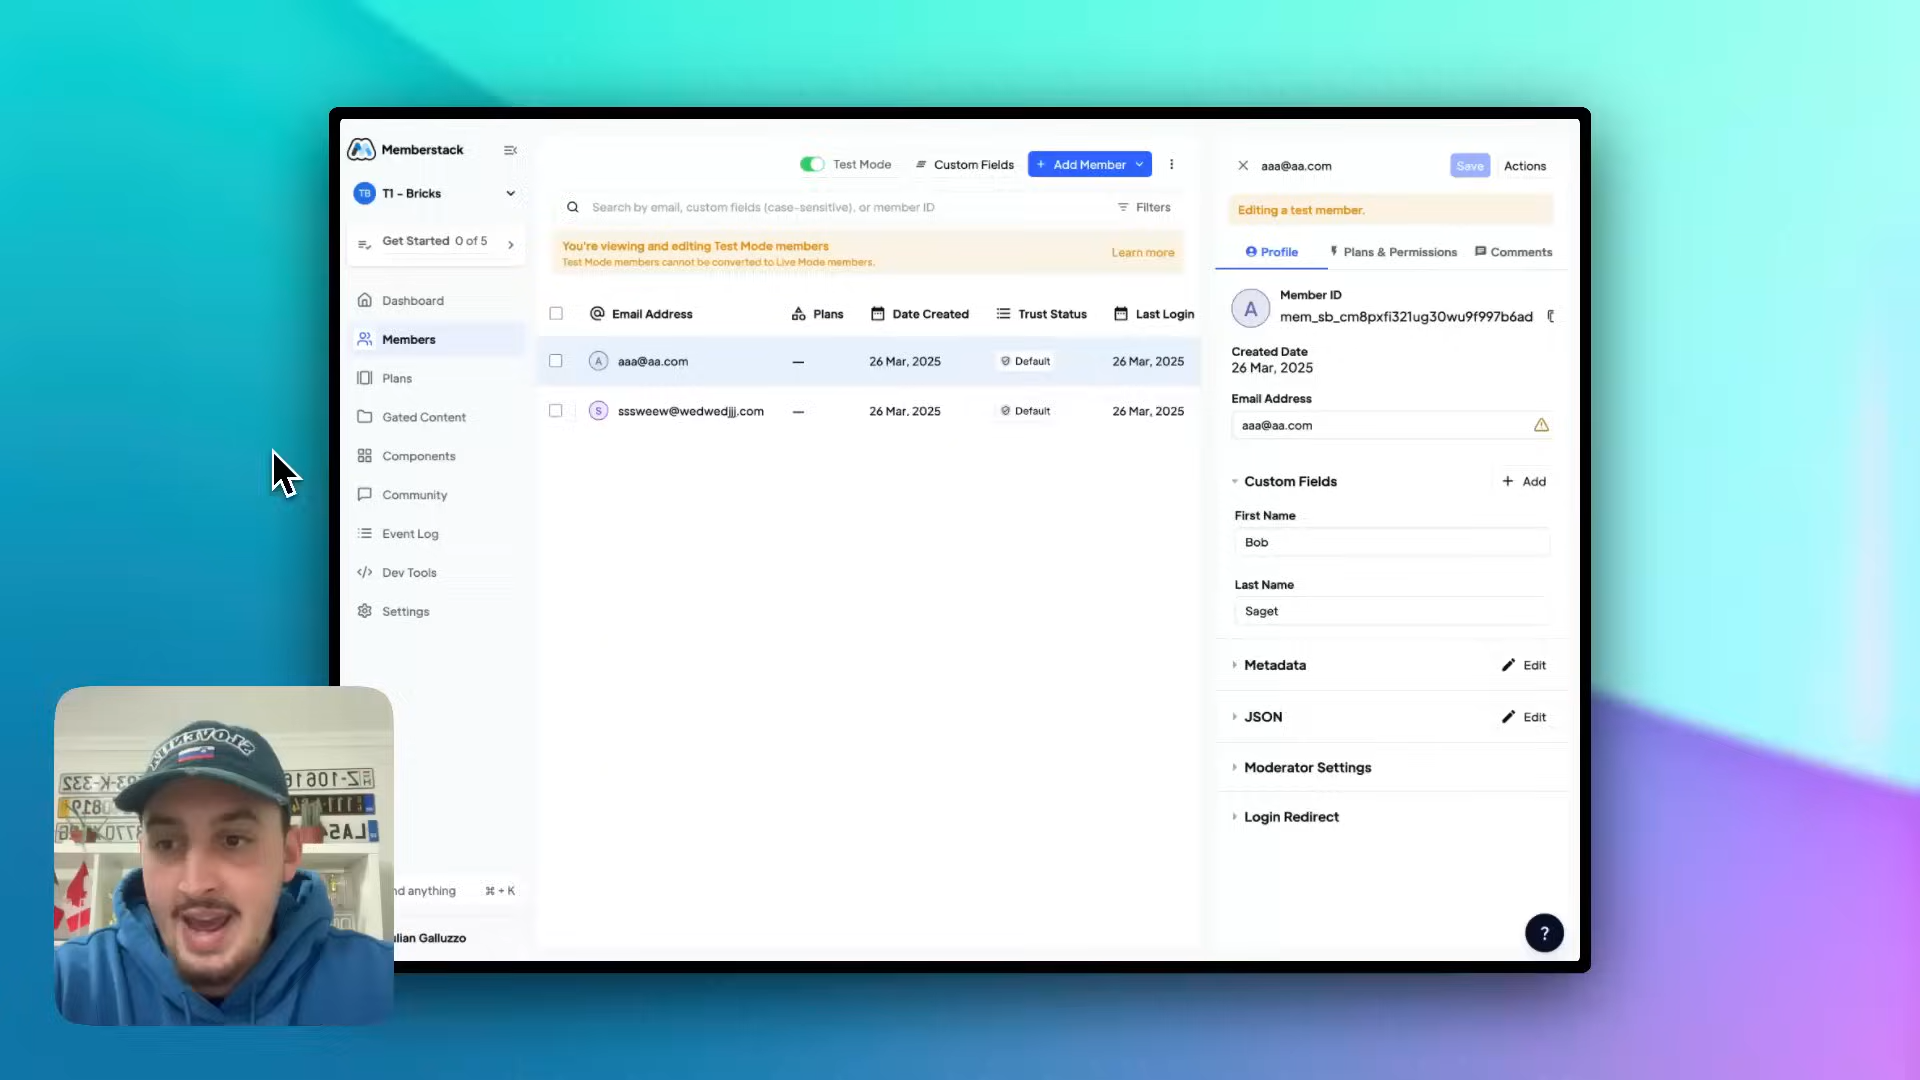 Memberstack
TB T1 - Bricks
Get Started 0 of 5
Dashboard
Members
Plans
Gated Content
Components
Community
Event Log
Dev Tools
Settings
nd anything ⌘ + K
ulian Galluzzo
Test Mode
Custom Fields
+ Add Member
Search by email, custom fields (case-sensitive), or member ID
Filters
You're viewing and editing Test Mode members
Test Mode members cannot be converted to Live Mode members.
Learn more
Email Address Plans Date Created Trust Status Last Login
A aaa@aa.com — 26 Mar, 2025 Default 26 Mar, 2025
S sssweew@wedwedjjj.com — 26 Mar, 2025 Default 26 Mar, 2025
aaa@aa.com
Save
Actions
Editing a test member.
Profile
Plans & Permissions
Comments
A
Member ID
mem_sb_cm8pxfi321ug30wu9f997b6ad
Created Date
26 Mar, 2025
Email Address
aaa@aa.com
Custom Fields
+ Add
First Name
Bob
Last Name
Saget
Metadata
Edit
JSON
Edit
Moderator Settings
Login Redirect
?
SLOVENIJA